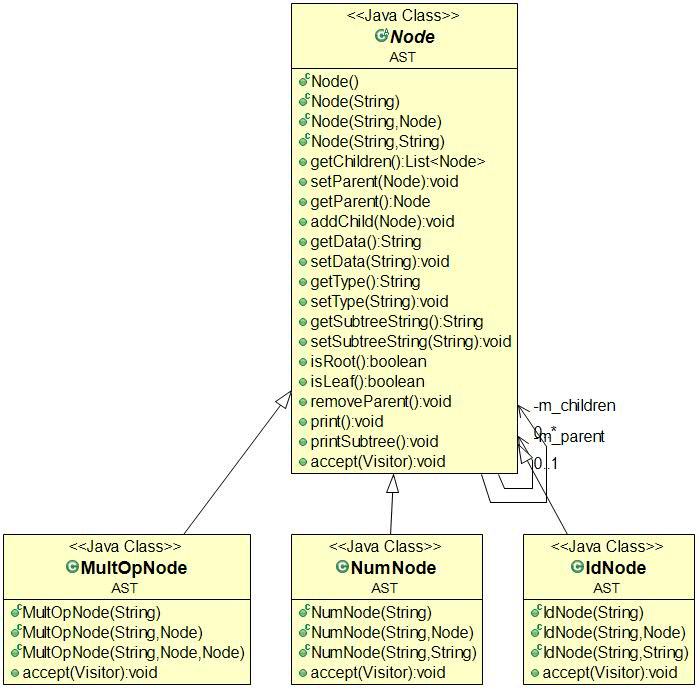 <<Java Class>>
Node
AST
Node()
Node(String)
Node(String,Node)
Node(String,String)
getChildren():List<Node>
setParent(Node):void
getParent():Node
addChild(Node):void
getData():String
setData(String):void
getType():String
setType(String):void
getSubtreeString():String
setSubtreeString(String):void
isRoot():boolean
isLeaf():boolean
removeParent():void
print():void
printSubtree():void
accept(Visitor):void
-m_children
0..*
-m_parent
0..1
<<Java Class>>
MultOpNode
AST
MultOpNode(String)
MultOpNode(String,Node)
MultOpNode(String,Node,Node)
accept(Visitor):void
<<Java Class>>
NumNode
AST
NumNode(String)
NumNode(String,Node)
NumNode(String,String)
accept(Visitor):void
<<Java Class>>
IdNode
AST
IdNode(String)
IdNode(String,Node)
IdNode(String,String)
accept(Visitor):void